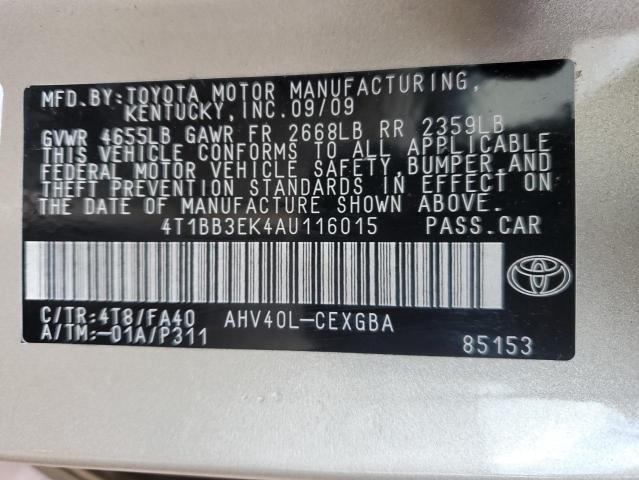 MFD. BY: TOYOTA MOTOR MANUFACTURING,
KENTUCKY, INC. 09/09
GVWR 4655LB GAWR FR 2668LB RR 2359LB
THIS VEHICLE CONFORMS TO ALL APPLICABLE
FEDERAL MOTOR VEHICLE SAFETY, BUMPER, AND
THEFT PREVENTION STANDARDS IN EFFECT ON
THE DATE OF MANUFACTURE SHOWN ABOVE.
4T1BB3EK4AU116015 PASS. CAR
C/TR: 4T8/FA40 AHV40L-CEXGBA
A/TM: -01A/P311 85153